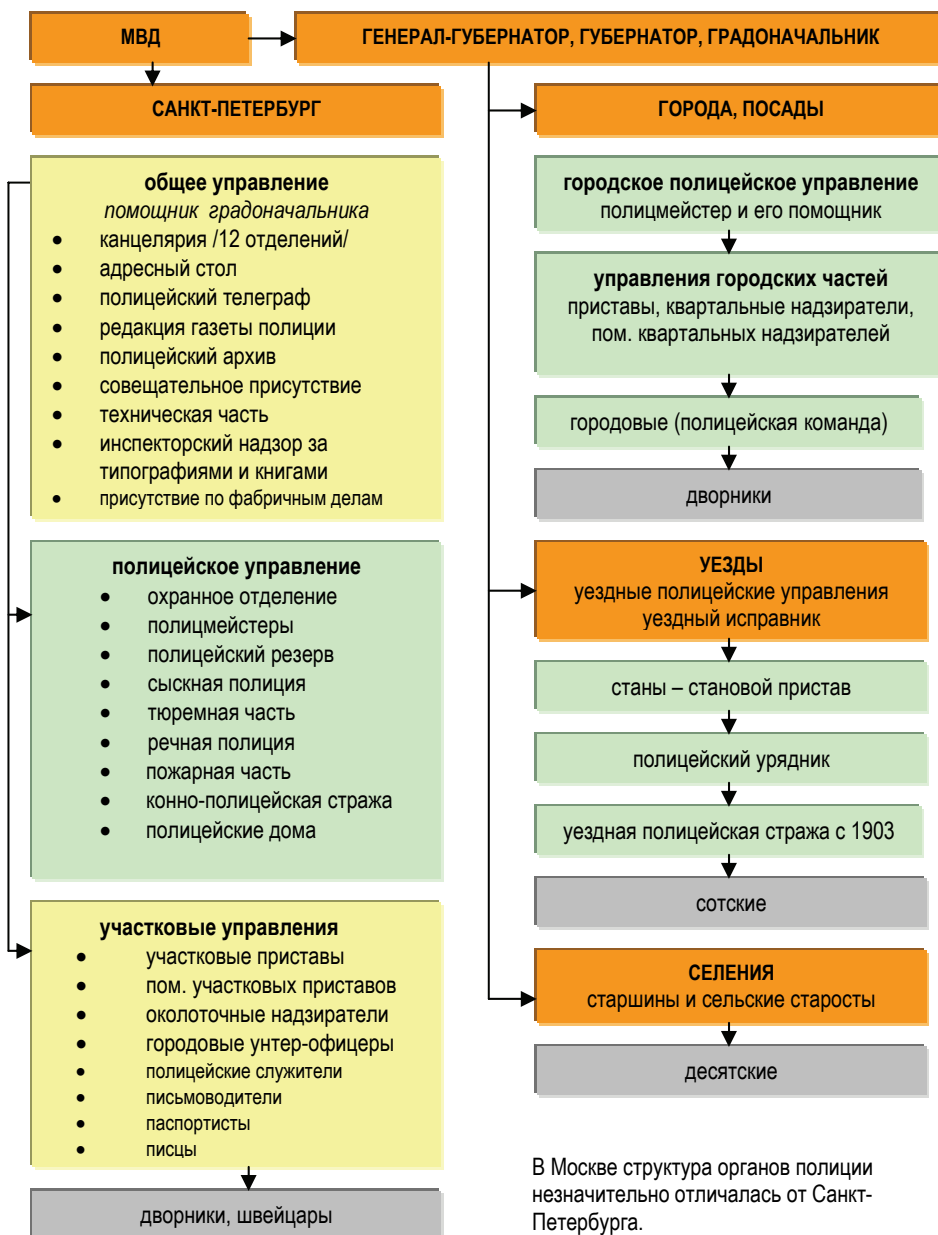 МВД
ГЕНЕРАЛ-ГУБЕРНАТОР, ГУБЕРНАТОР, ГРАДОНАЧАЛЬНИК
САНКТ-ПЕТЕРБУРГ
общее управление
помощник градоначальника
• канцелярия /12 отделений/
• адресный стол
• полицейский телеграф
• редакция газеты полиции
• полицейский архив
• совещательное присутствие
• техническая часть
• инспекторский надзор за
типографиями и книгами
• присутствие по фабричным делам
полицейское управление
• охранное отделение
• полицмейстеры
• полицейский резерв
• сыскная полиция
• тюремная часть
• речная полиция
• пожарная часть
• конно-полицейская стража
• полицейские дома
участковые управления
• участковые приставы
• пом. участковых приставов
• околоточные надзиратели
• городовые унтер-офицеры
• полицейские служители
• письмоводители
• паспортисты
• писцы
дворники, швейцары
ГОРОДА, ПОСАДЫ
городское полицейское управление
полицмейстер и его помощник
управления городских частей
приставы, квартальные надзиратели,
пом. квартальных надзирателей
городовые (полицейская команда)
дворники
УЕЗДЫ
уездные полицейские управления
уездный исправник
станы – становой пристав
полицейский урядник
уездная полицейская стража с 1903
сотские
СЕЛЕНИЯ
старшины и сельские старосты
десятские
В Москве структура органов полиции
незначительно отличалась от Санкт-
Петербурга.